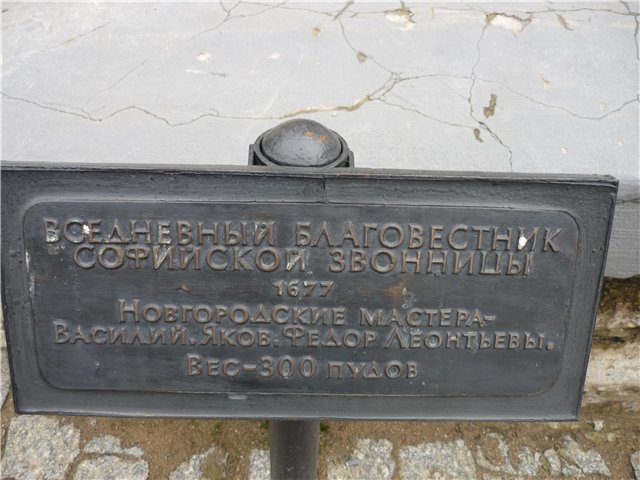 Вседневный Благовестник
Софийской звонницы
1677
Новгородские мастера-
Василий, Яков, Федор Леонтьевы.
Вес-300 пудов